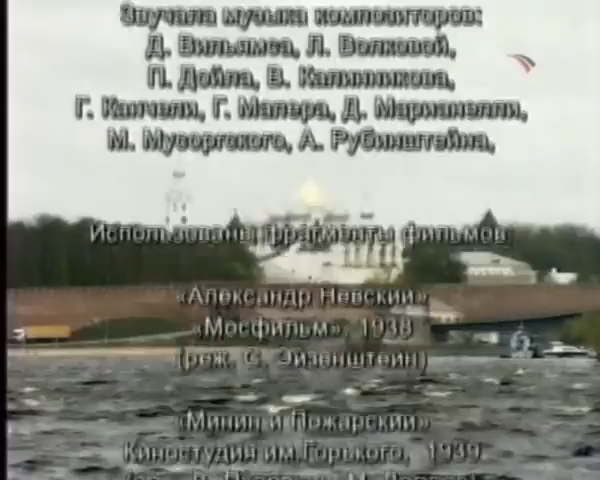 Звучала музыка композиторов:
Д. Вильямса, Л. Волковой,
П. Дойла, В. Калинникова,
Г. Канчели, Г. Малера, Д. Марианелли,
М. Мусоргского, А. Рубинштейна,
Использованы фрагменты фильмов
«Александр Невский»
«Мосфильм», 1938
(реж. С. Эйзенштейн)
«Минин и Пожарский»
Киностудия им.Горького, 1939